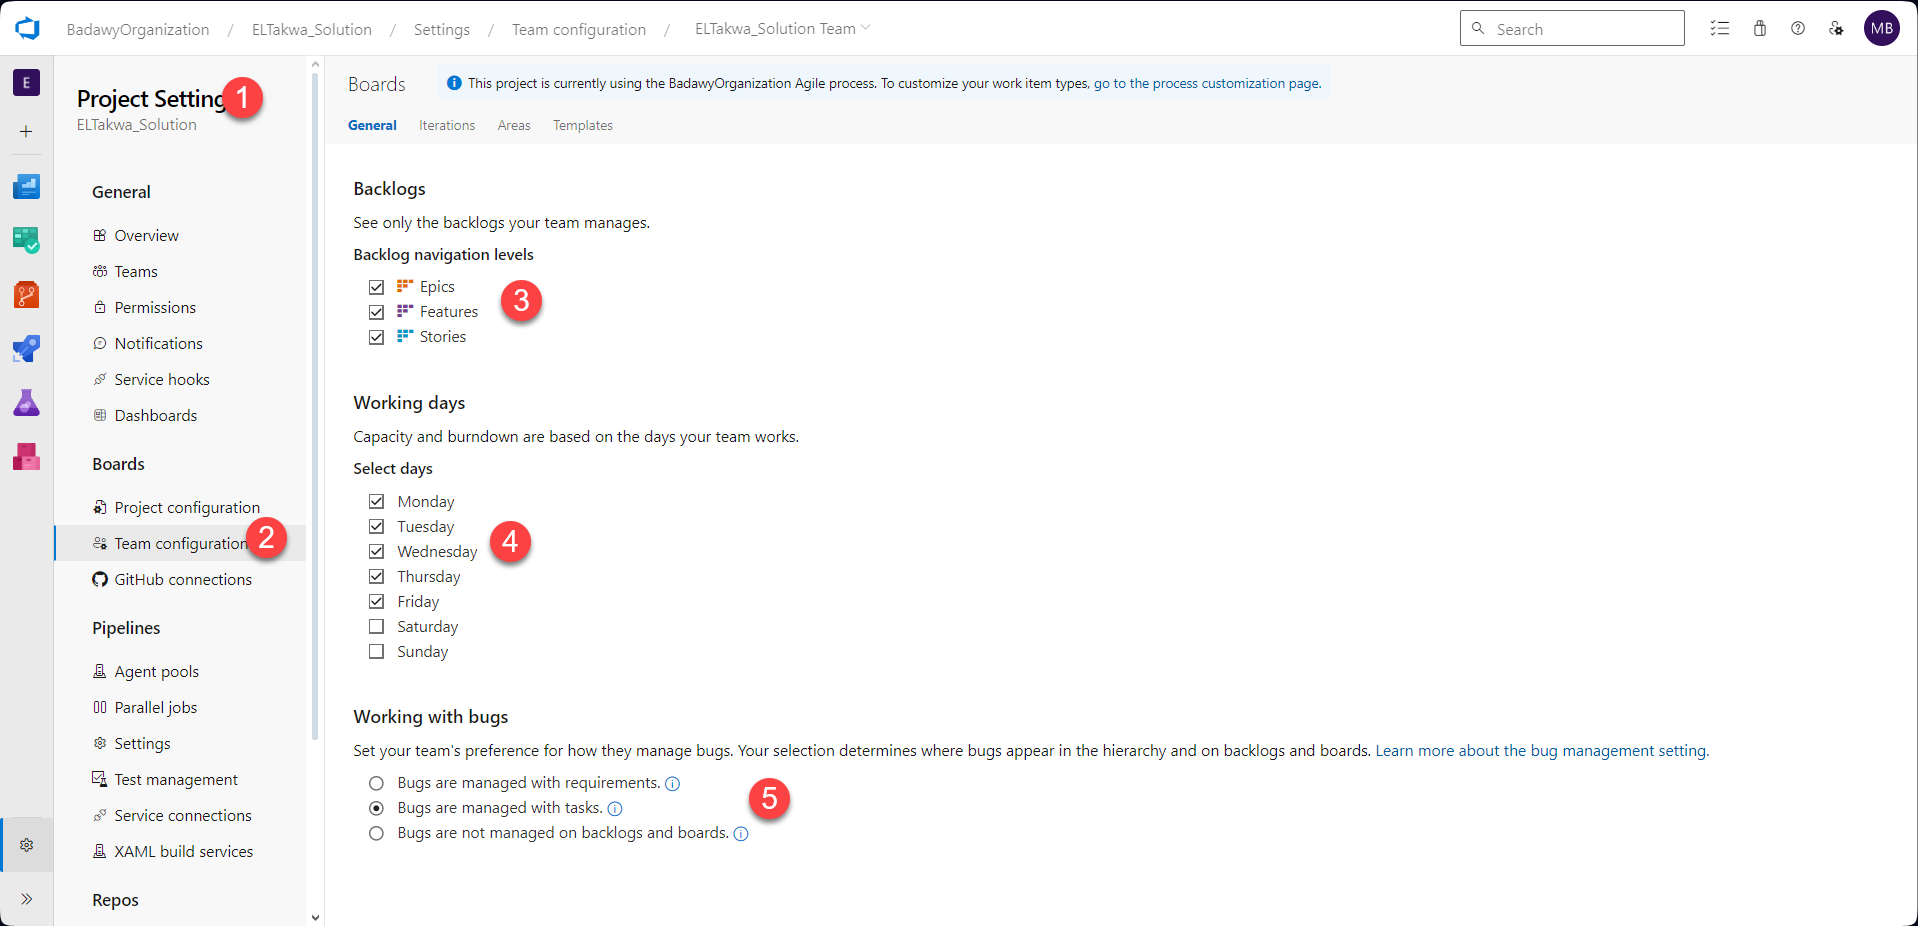 BadawyOrganization / ELTakwa_Solution / Settings / Team configuration / ELTakwa_Solution Team
Search
MB
E
Project Setting
1
ELTakwa_Solution
General
Overview
Teams
Permissions
Notifications
Service hooks
Dashboards
Boards
Project configuration
Team configuration
2
GitHub connections
Pipelines
Agent pools
Parallel jobs
Settings
Test management
Service connections
XAML build services
Repos
Boards
This project is currently using the BadawyOrganization Agile process. To customize your work item types, go to the process customization page.
General Iterations Areas Templates
Backlogs
See only the backlogs your team manages.
Backlog navigation levels
Epics
Features
Stories
3
Working days
Capacity and burndown are based on the days your team works.
Select days
Monday
Tuesday
Wednesday
Thursday
Friday
Saturday
Sunday
4
Working with bugs
Set your team's preference for how they manage bugs. Your selection determines where bugs appear in the hierarchy and on backlogs and boards. Learn more about the bug management setting.
Bugs are managed with requirements.
Bugs are managed with tasks.
Bugs are not managed on backlogs and boards.
5